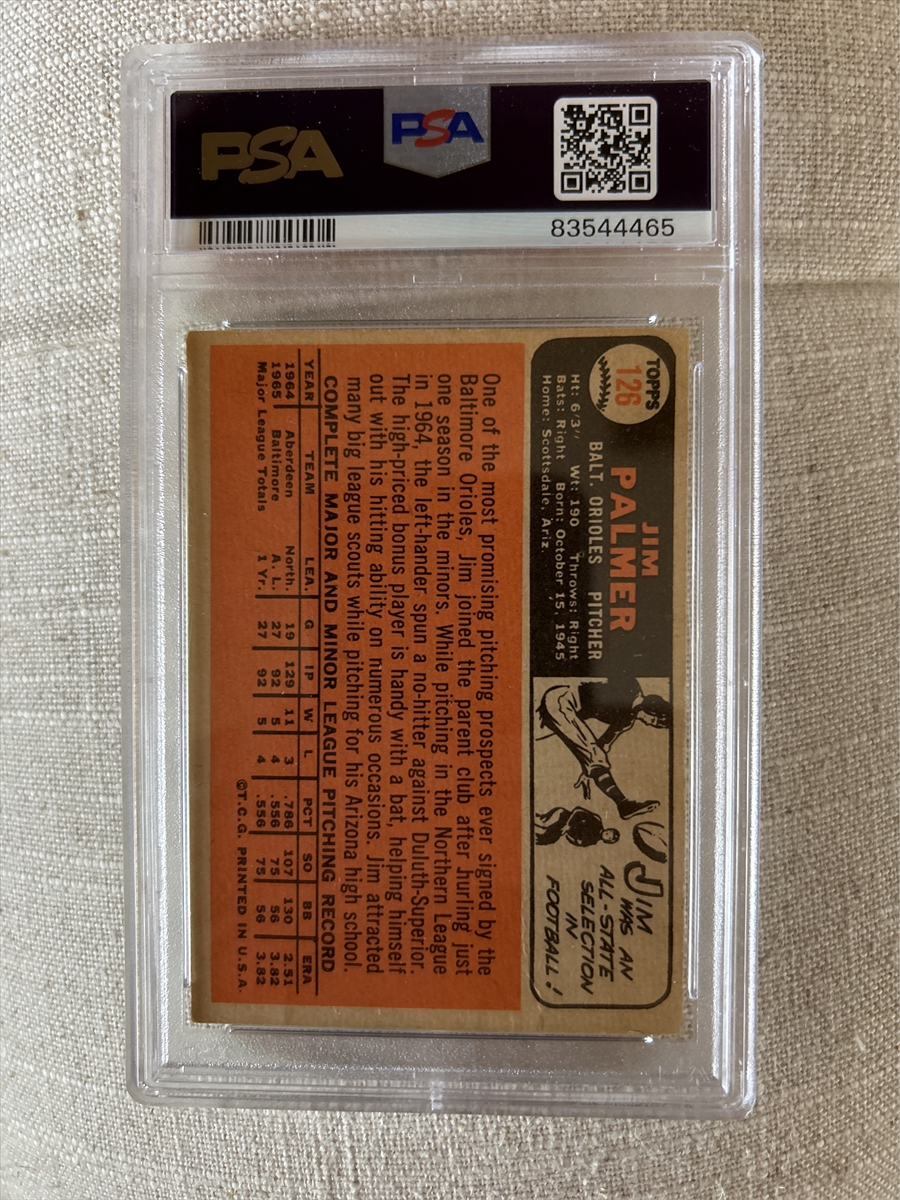 PSA
PSA
83544465
TOPPS
126
JIM
PALMER
BALT. ORIOLES PITCHER
Ht: 6'3" Wt: 190 Throws: Right
Bats: Right Born: October 15, 1945
Home: Scottsdale, Ariz.
JIM
WAS AN
ALL-STATE
SELECTION
IN
FOOTBALL!
One of the most promising pitching prospects ever signed by the
Baltimore Orioles, Jim joined the parent club after hurling just
one season in the minors. While pitching in the Northern League
in 1964, the left-hander spun a no-hitter against Duluth-Superior.
The high-priced bonus player is handy with a bat, helping himself
out with his hitting ability on numerous occasions. Jim attracted
many big league scouts while pitching for his Arizona high school.
COMPLETE MAJOR AND MINOR LEAGUE PITCHING RECORD
YEAR TEAM LEA. G IP W L PCT SO BB ERA
1964 Aberdeen North. 19 129 11 3 .786 107 130 2.51
1965 Baltimore A. L. 27 92 5 4 .556 75 56 3.82
Major League Totals 1 Yr. 27 92 5 4 .556 75 56 3.82
©T.C.G. PRINTED IN U.S.A.